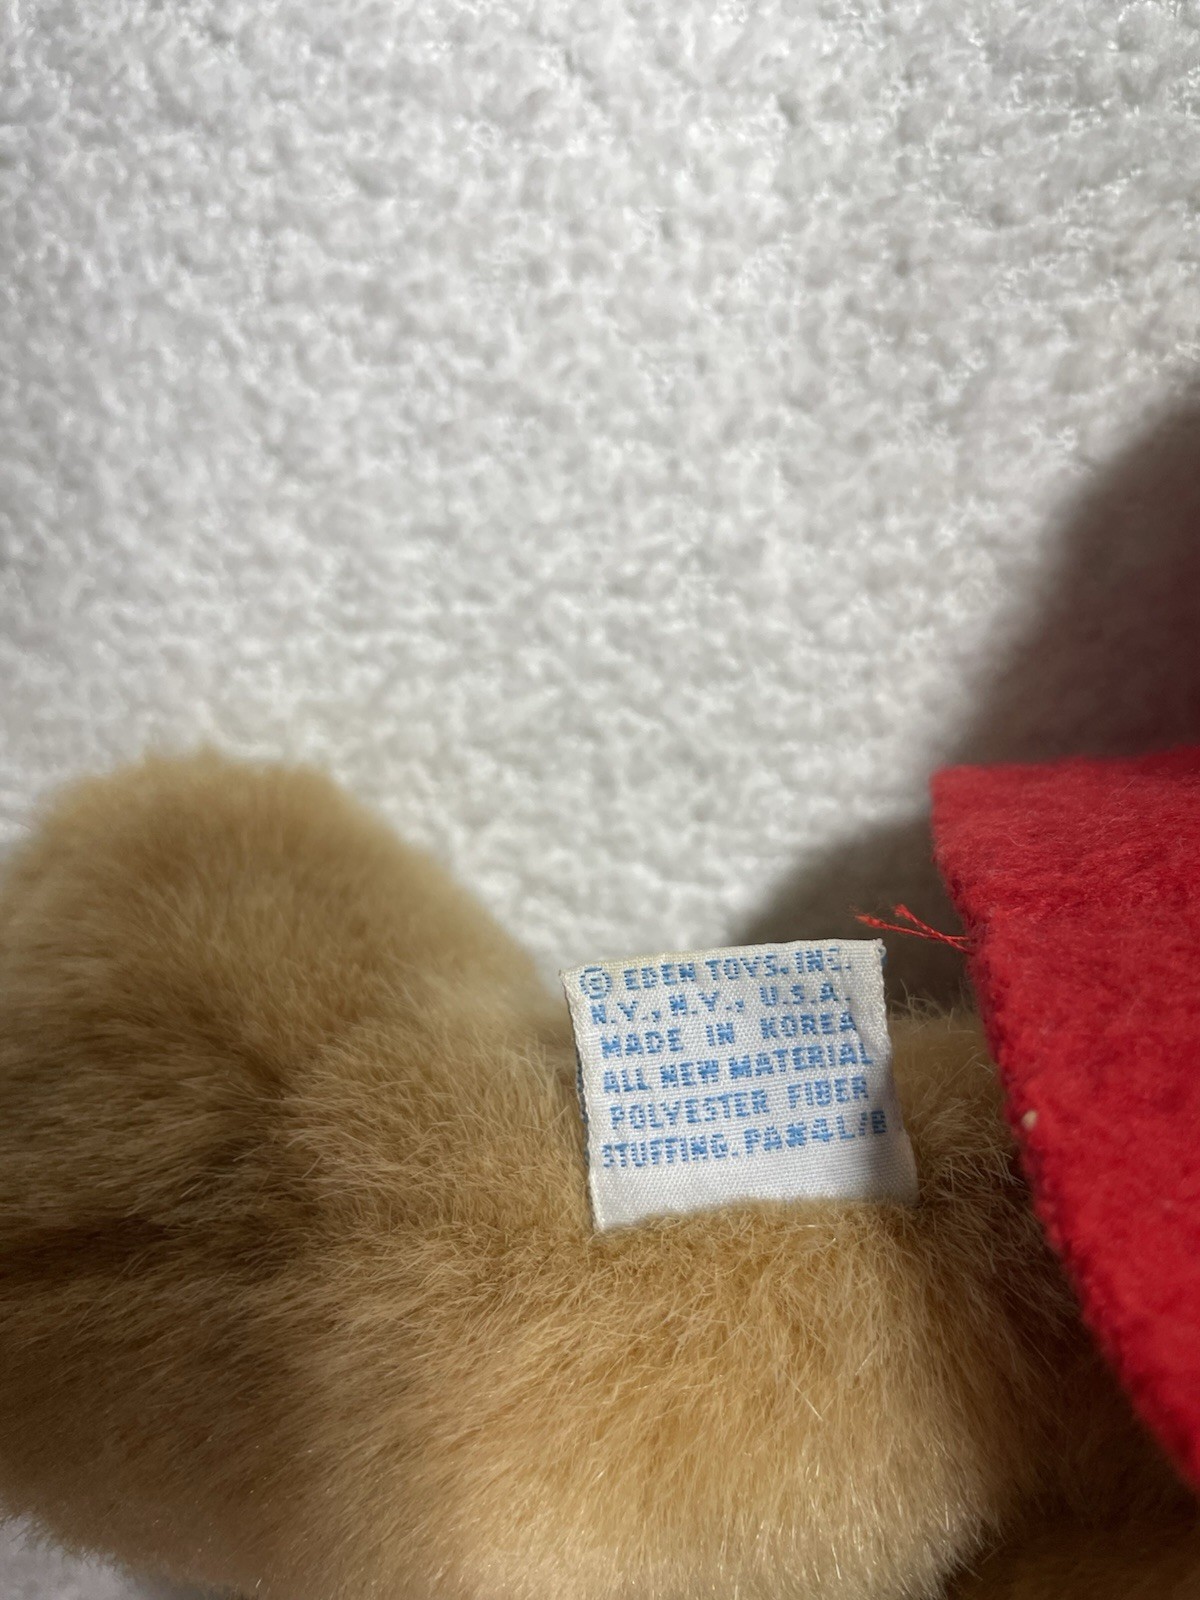 © EDEN TOYS, INC.
N.Y., N.Y., U.S.A.
MADE IN KOREA
ALL NEW MATERIAL
POLYESTER FIBER
STUFFING. PA#4L/B